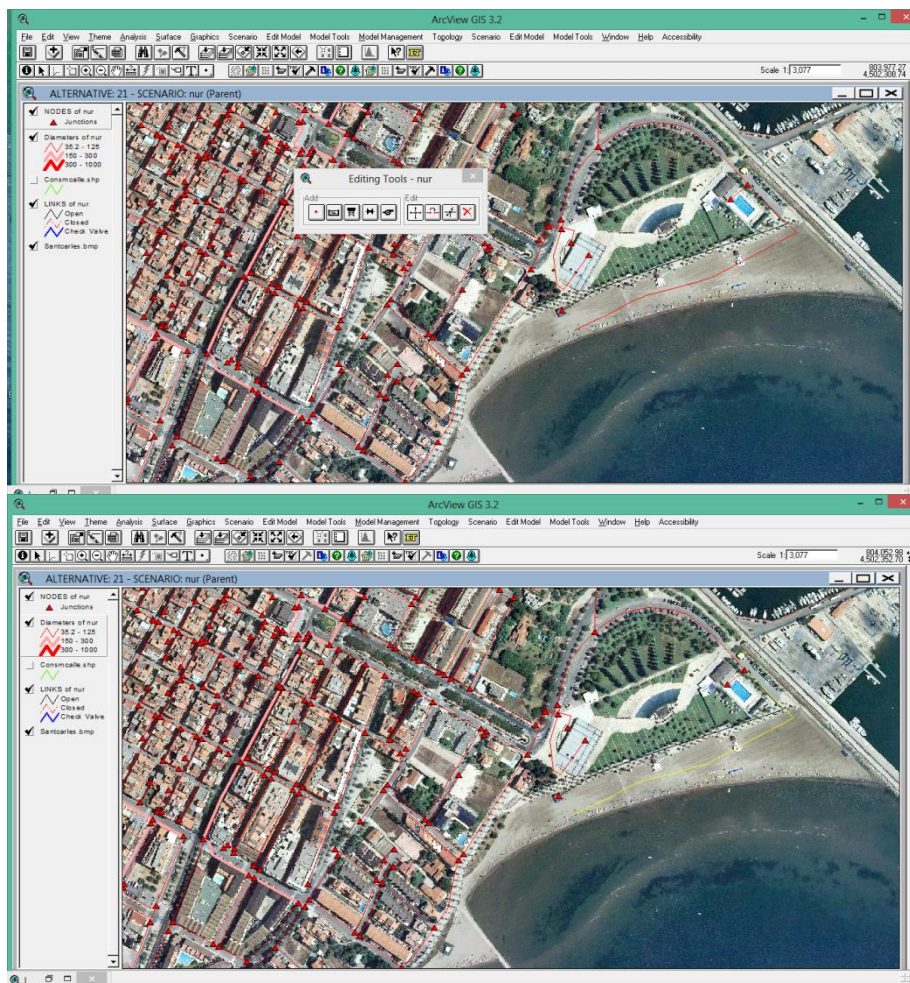 ArcView GIS 3.2
File Edit View Theme Analysis Surface Graphics Scenario Edit Model Model Tools Model Management Topology Scenario Edit Model Model Tools Window Help Accessibility
Scale 1: 3,077
803,977.27
4,502,308.74
ALTERNATIVE: 21 - SCENARIO: nur (Parent)
NODES of nur
Junctions
Diameters of nur
35.2 - 125
150 - 300
300 - 1000
Consmcalle.shp
LINKS of nur
Open
Closed
Check Valve
Santcarles.bmp
Editing Tools - nur
Add
Edit
ArcView GIS 3.2
File Edit View Theme Analysis Surface Graphics Scenario Edit Model Model Tools Model Management Topology Scenario Edit Model Model Tools Window Help Accessibility
Scale 1: 3,077
804,052.98
4,502,352.70
ALTERNATIVE: 21 - SCENARIO: nur (Parent)
NODES of nur
Junctions
Diameters of nur
35.2 - 125
150 - 300
300 - 1000
Consmcalle.shp
LINKS of nur
Open
Closed
Check Valve
Santcarles.bmp